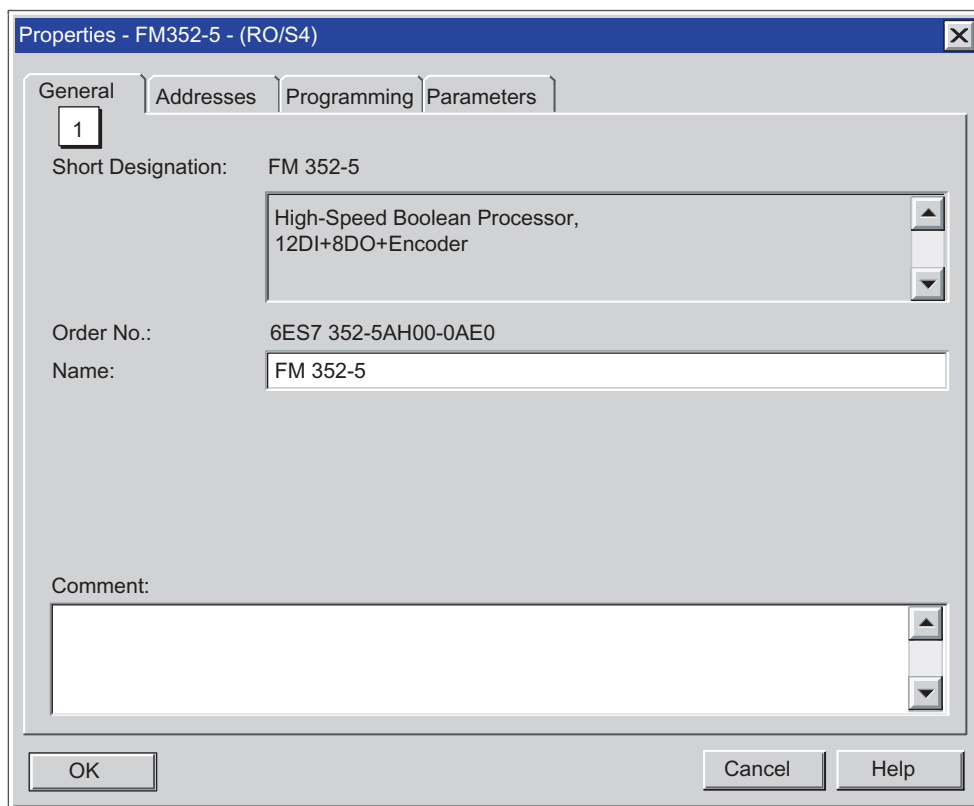 Properties - FM352-5 - (RO/S4)
General Addresses Programming Parameters
1
Short Designation: FM 352-5
High-Speed Boolean Processor,
12DI+8DO+Encoder
Order No.: 6ES7 352-5AH00-0AE0
Name: FM 352-5
Comment:
OK Cancel Help